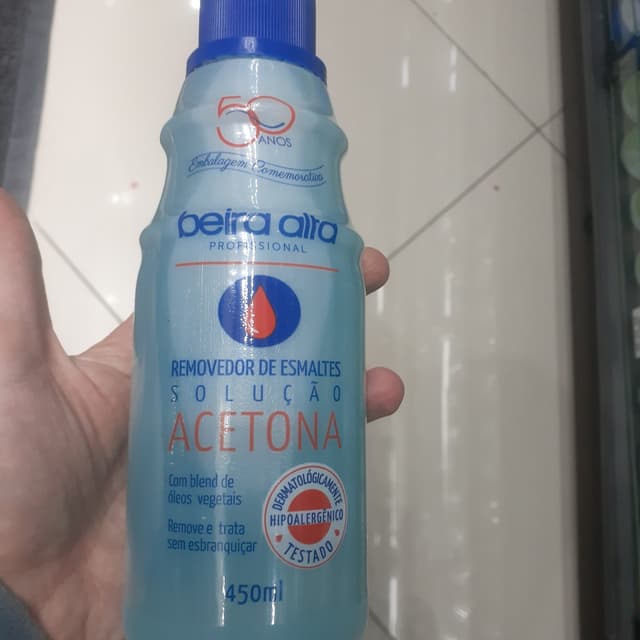 50
ANOS
Embalagem Comemorativa
beira alta
PROFISSIONAL
REMOVEDOR DE ESMALTES
SOLUÇÃO
ACETONA
Com blend de
óleos vegetais
Remove e trata
sem esbranquiçar
DERMATOLÓGICAMENTE
HIPOALERGÊNICO
TESTADO
450ml